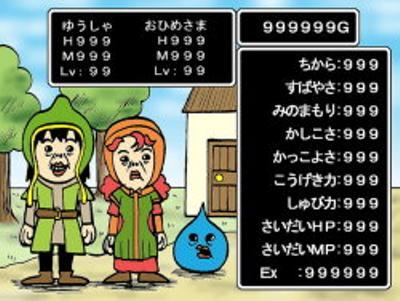 ゆうしゃ　おひめさま
H999　H999
M999　M999
Lv:99　Lv:99
999999G
ちから:999
すばやさ:999
みのまもり:999
かしこさ:999
かっこよさ:999
こうげき力:999
しゅび力:999
さいだいHP:999
さいだいMP:999
Ex　:999999